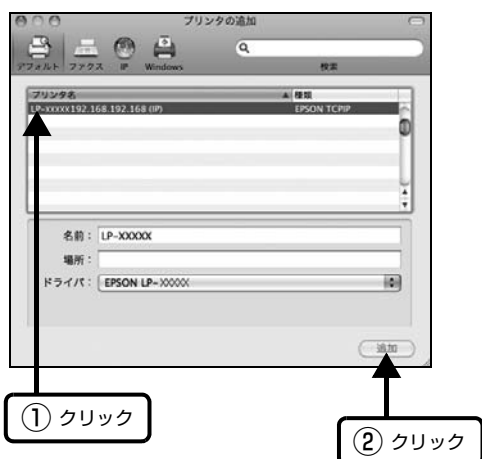 プリンタの追加
デフォルト ファクス IP Windows 検索
プリンタ名 種類
LP-xxxxx192.168.192.168 (IP) EPSON TCPIP
名前： LP-XXXXX
場所：
ドライバ： EPSON LP-XXXXX
追加
① クリック
② クリック